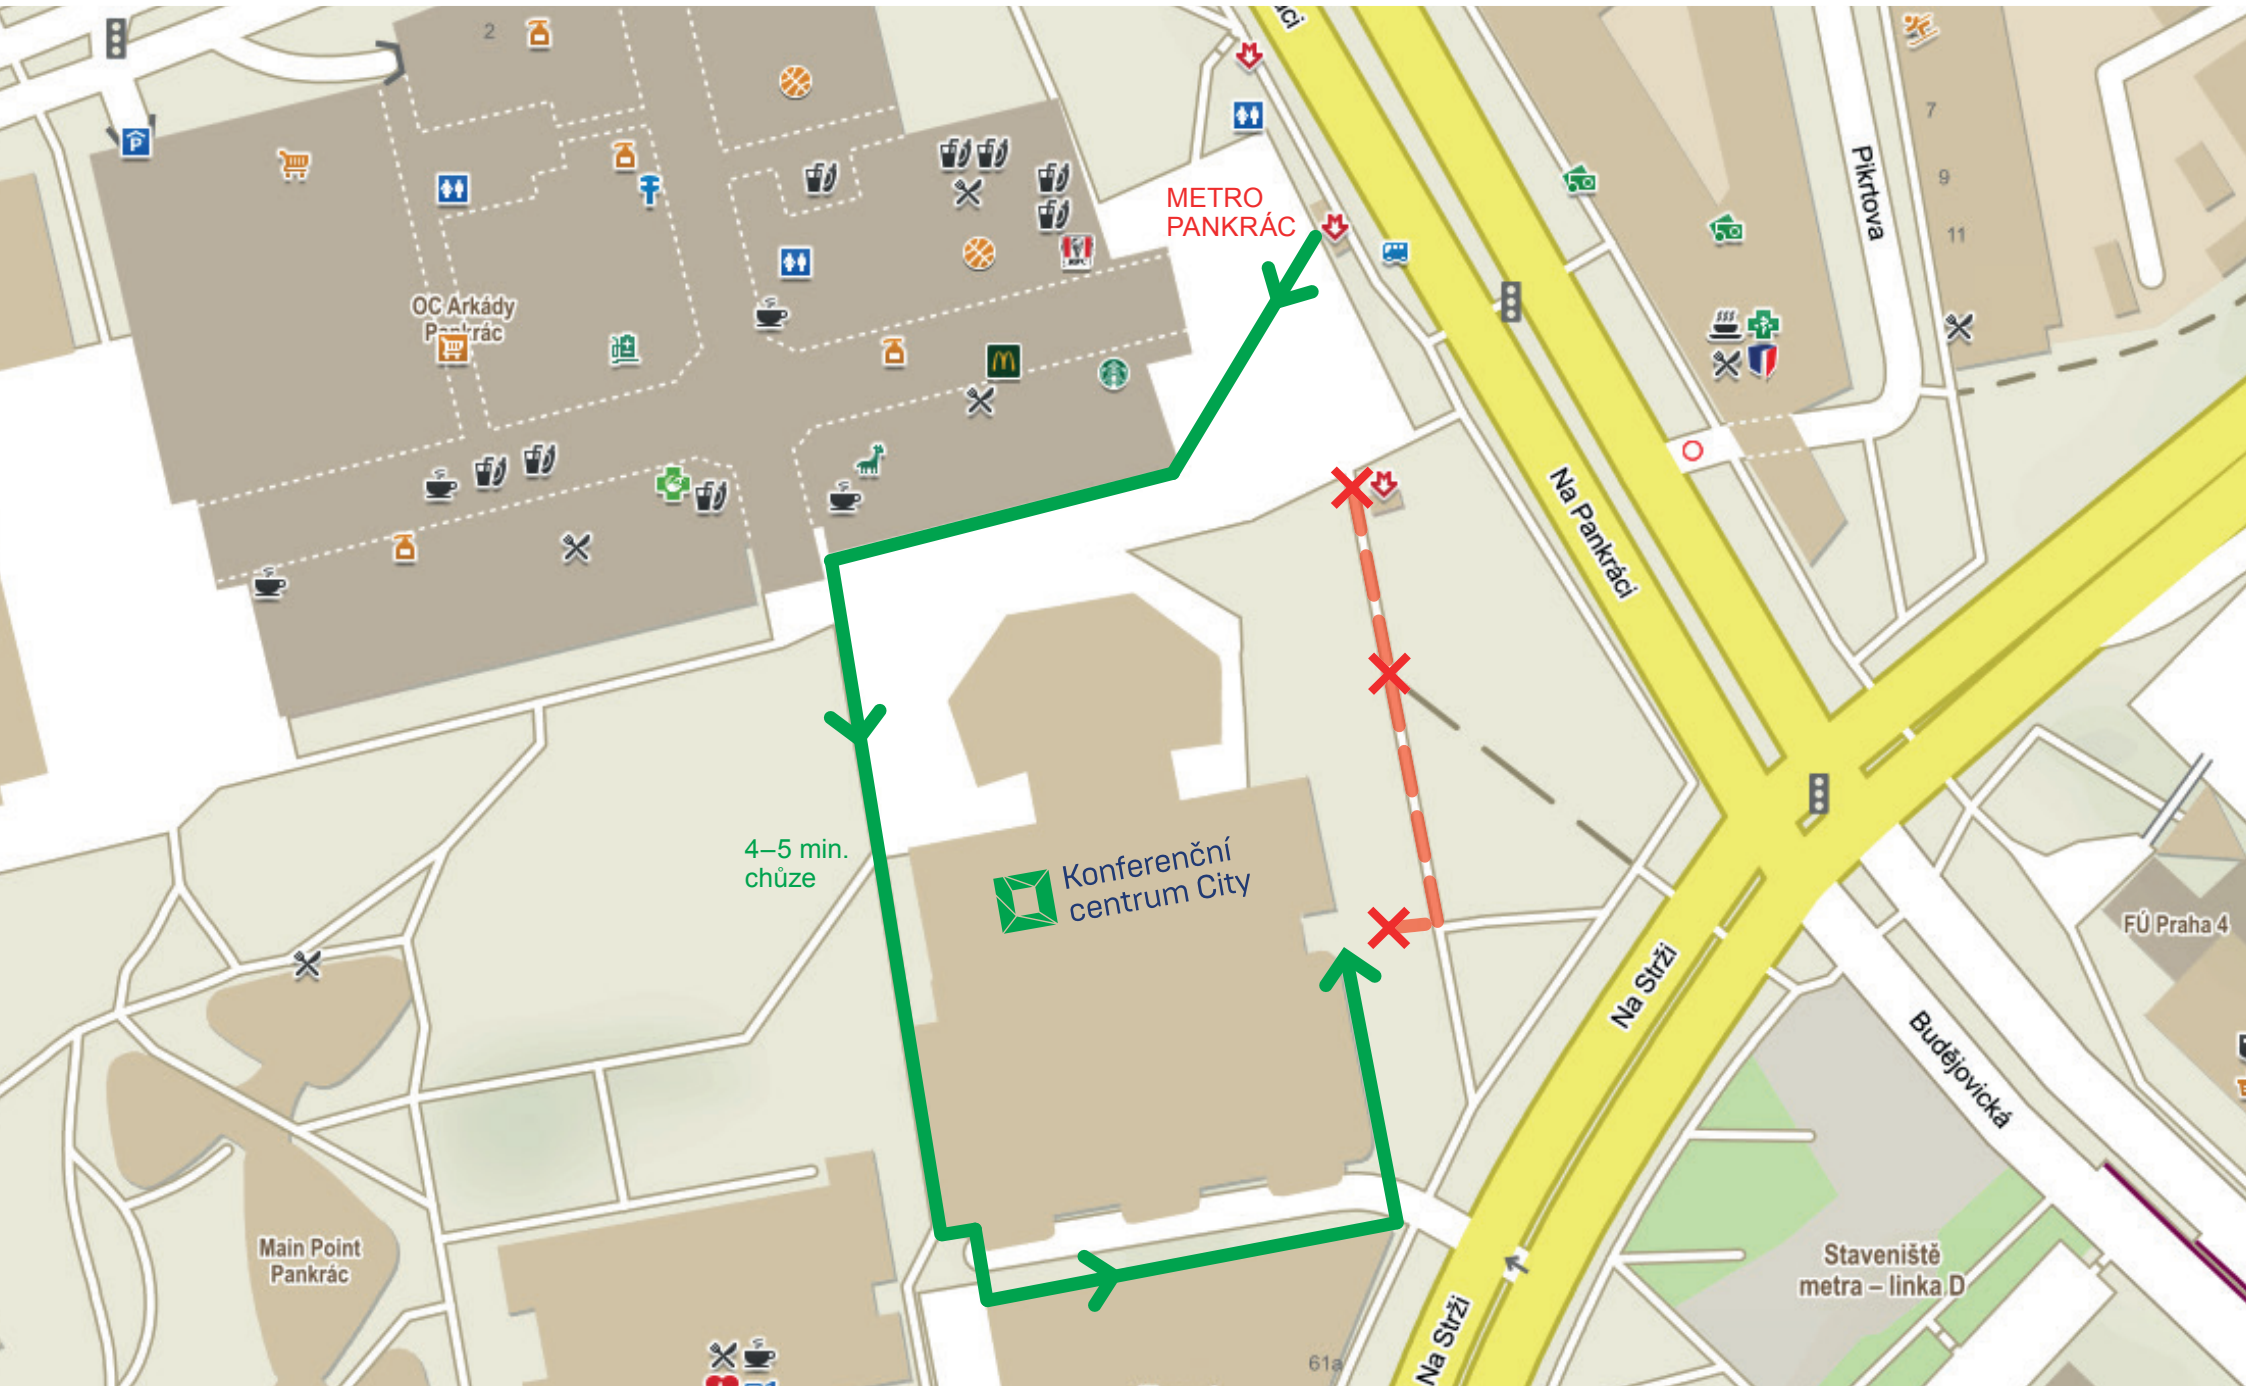 2
P
7
9
11
Pikrtova
METRO
PANKRÁC
OC Arkády
Pankrác
KFC
Na Pankráci
4–5 min.
chůze
Konferenční
centrum City
FÚ Praha 4
Na Strži
Budějovická
Main Point
Pankrác
Staveniště
metra – linka D
Na Strži
61a